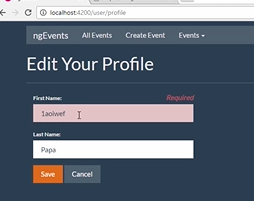 localhost:4200/user/profile
ngEvents All Events Create Event Events
Edit Your Profile
First Name: Required
1aoiwef
Last Name:
Papa
Save Cancel